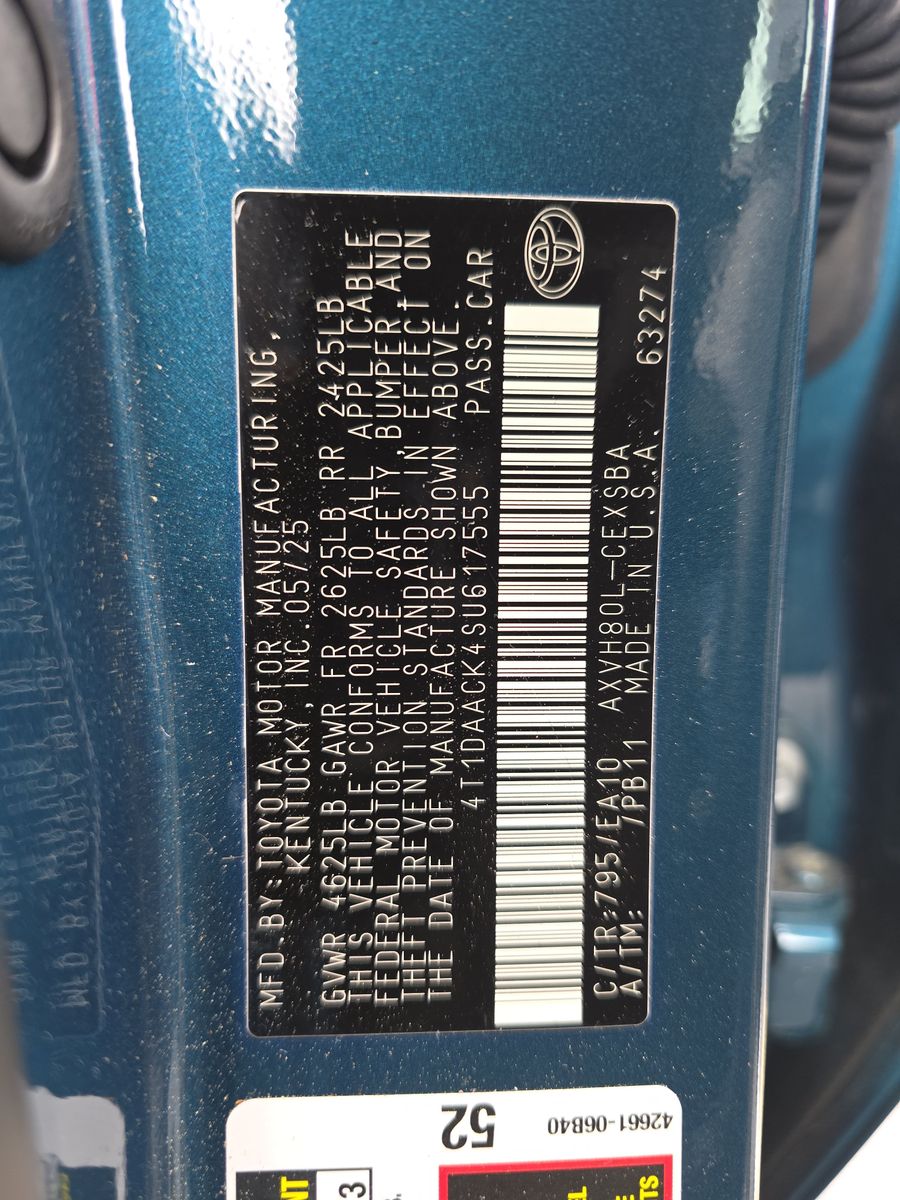 MFD.BY:TOYOTA MOTOR MANUFACTURING,
KENTUCKY,INC.05/25
GVWR 4625LB GAWR FR 2625LB RR 2425LB
THIS VEHICLE CONFORMS TO ALL APPLICABLE
FEDERAL MOTOR VEHICLE SAFETY,BUMPER AND
THEFT PREVENTION STANDARDS IN EFFECT ON
THE DATE OF MANUFACTURE SHOWN ABOVE.
4T1DAACK4SU617555 PASS.CAR
C/TR:795/EA10 AXVH80L-CEXSBA
A/TM: /PB11 MADE IN U.S.A. 63274
52
42661-06B40
3